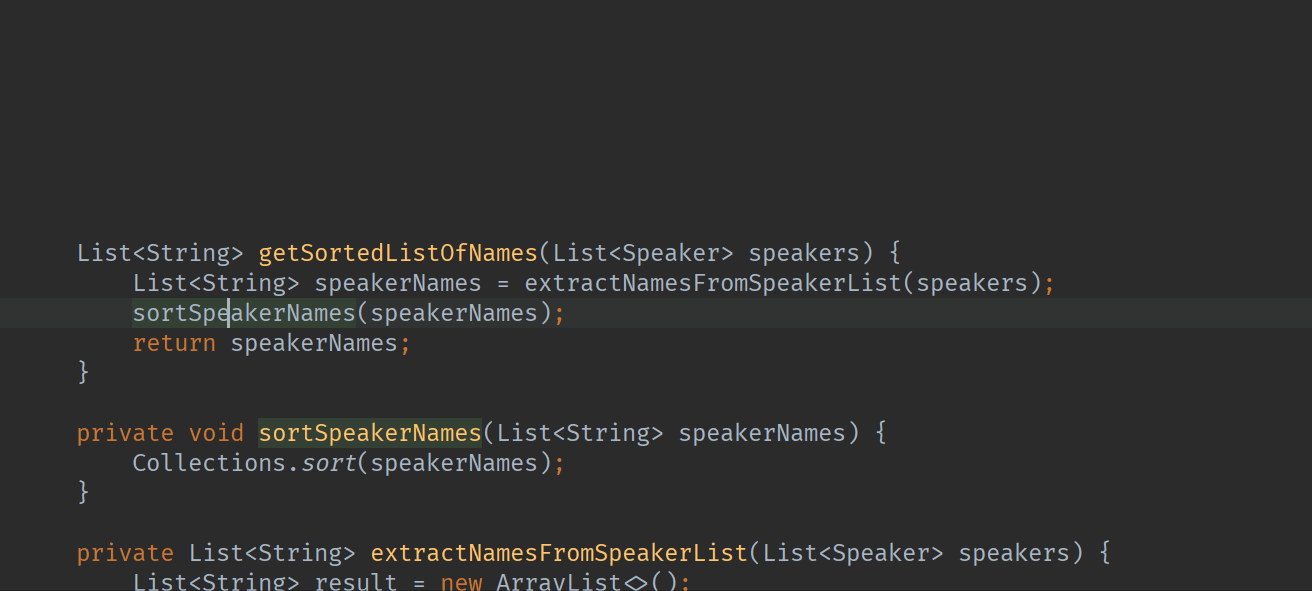 List<String> getSortedListOfNames(List<Speaker> speakers) {
List<String> speakerNames = extractNamesFromSpeakerList(speakers);
sortSpeakerNames(speakerNames);
return speakerNames;
}
private void sortSpeakerNames(List<String> speakerNames) {
Collections.sort(speakerNames);
}
private List<String> extractNamesFromSpeakerList(List<Speaker> speakers) {
List<String> result = new ArrayList<>();